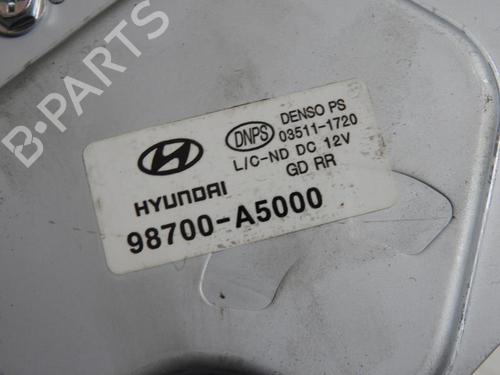 DENSO PS
DNPS 03511-1720
L/C-ND DC 12V
GD RR
HYUNDAI
98700-A5000
B-PARTS